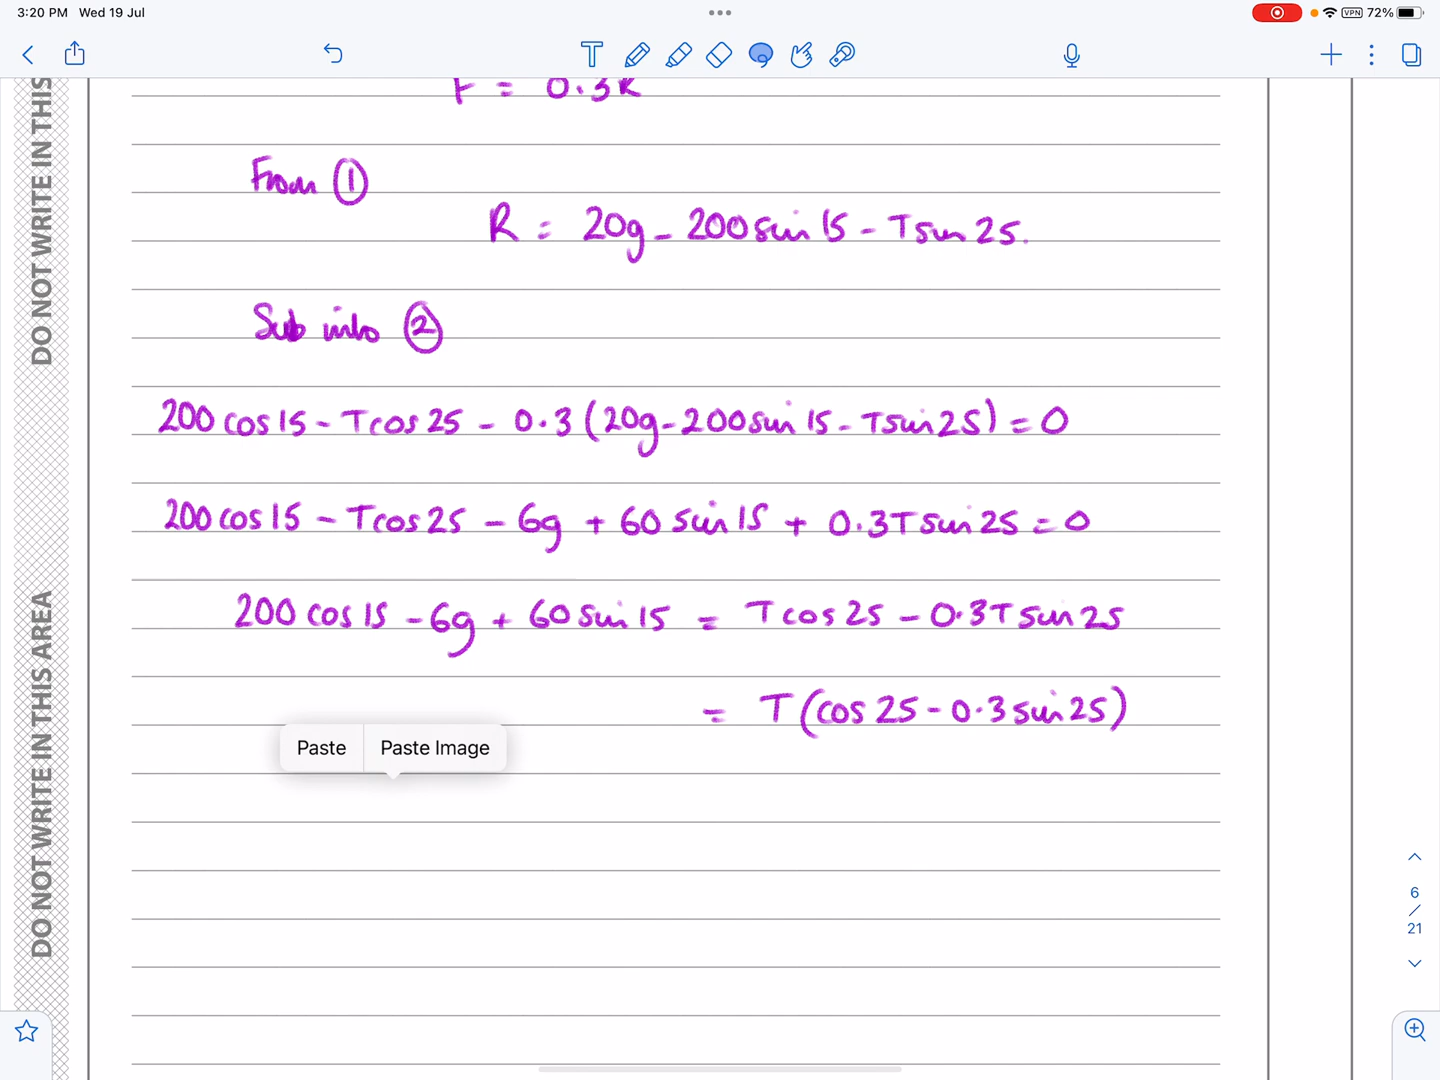 3:20 PM Wed 19 Jul
VPN 72%
DO NOT WRITE IN THIS
F = 0.3R
From ①
R = 20g - 200 sin 15 - T sin 25.
Sub into ②
200 cos 15 - T cos 25 - 0.3 (20g - 200 sin 15 - T sin 25) = 0
200 cos 15 - T cos 25 - 6g + 60 sin 15 + 0.3T sin 25 = 0
200 cos 15 - 6g + 60 sin 15 = T cos 25 - 0.3T sin 25
= T (cos 25 - 0.3 sin 25)
Paste Paste Image
DO NOT WRITE IN THIS AREA
6
/
21